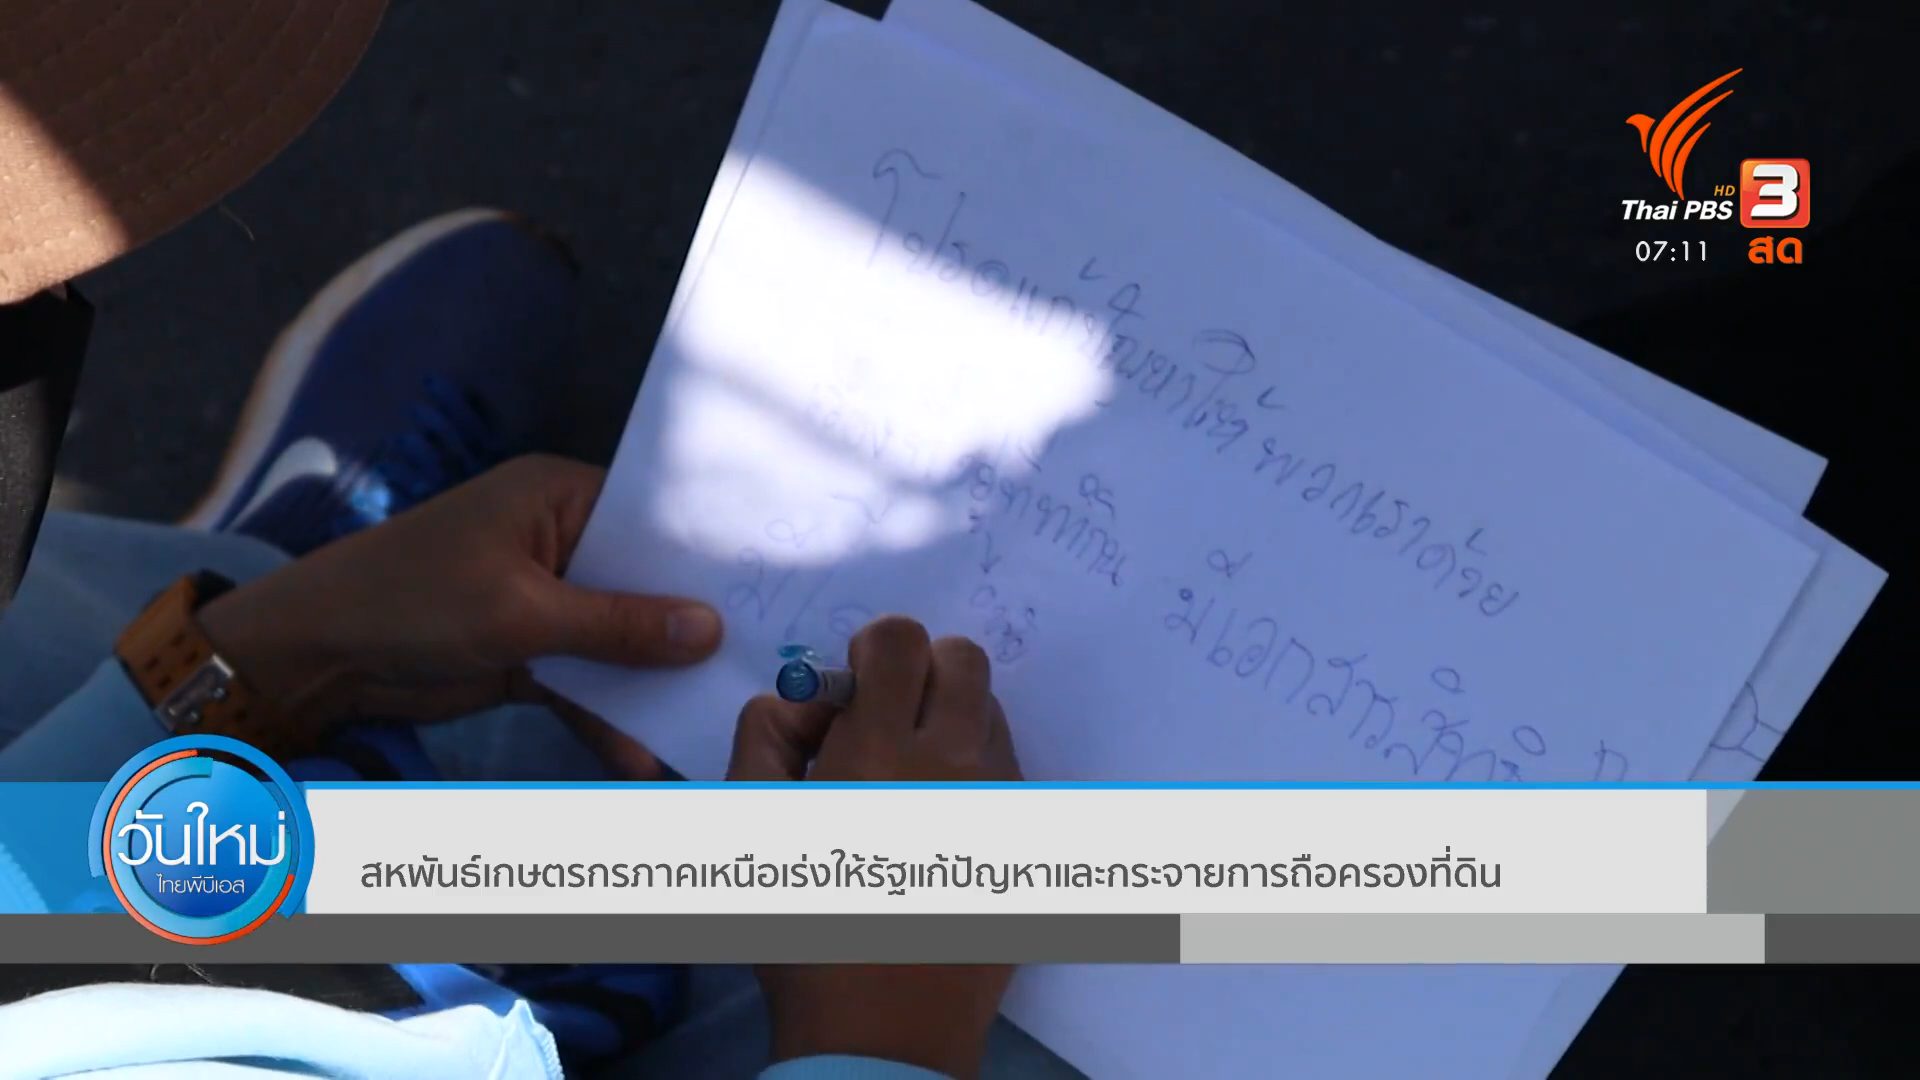 HD
Thai PBS 3
07:11 สด
โปรดแก้ปัญหาให้พวกเราด้วย
มีเอกสารสิทธิ
วันใหม่
ไทยพีบีเอส
สหพันธ์เกษตรกรภาคเหนือเร่งให้รัฐแก้ปัญหาและกระจายการถือครองที่ดิน